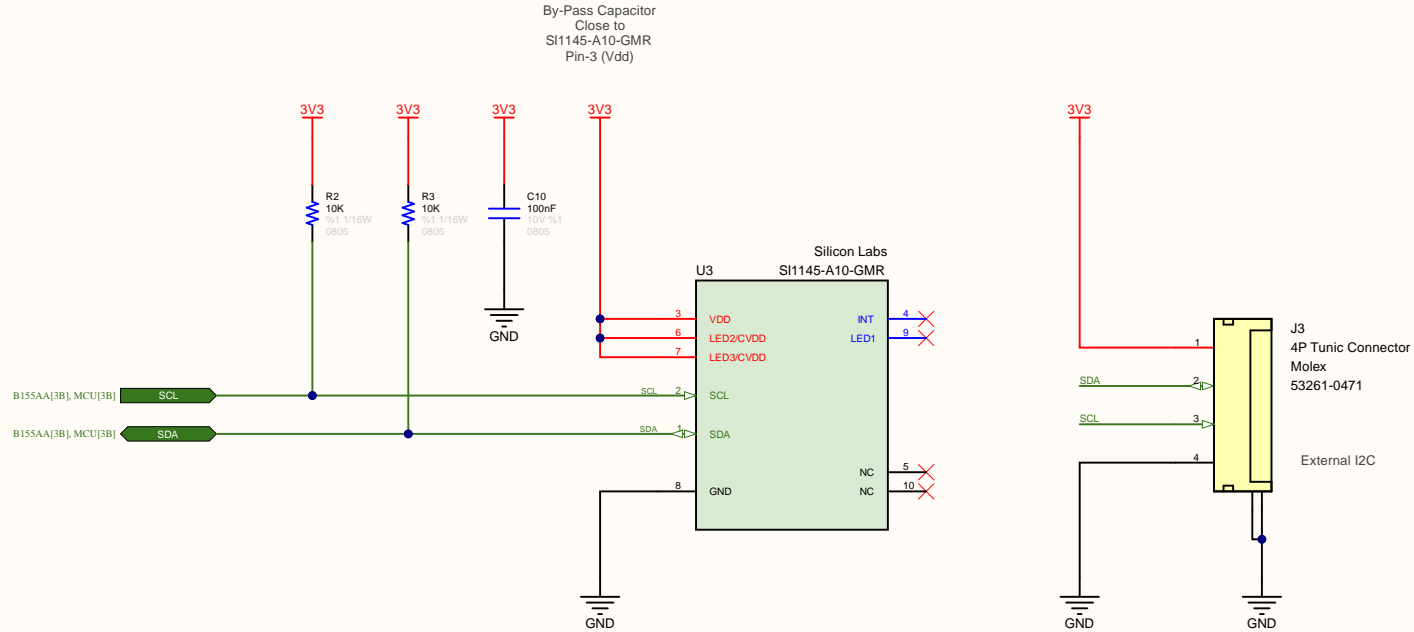 By-Pass Capacitor
Close to
SI1145-A10-GMR
Pin-3 (Vdd)
3V3
3V3
3V3
3V3
3V3
R2
10K
%1 1/16W
0805
R3
10K
%1 1/16W
0805
C10
100nF
10V %1
0805
GND
Silicon Labs
U3
SI1145-A10-GMR
3 VDD
6 LED2/CVDD
7 LED3/CVDD
INT 4
LED1 9
B155AA[3B], MCU[3B] SCL
SCL 2 SCL
B155AA[3B], MCU[3B] SDA
SDA 1 SDA
NC 5
NC 10
8 GND
GND
J3
4P Tunic Connector
Molex
53261-0471
1
SDA 2
SCL 3
4
External I2C
GND
GND